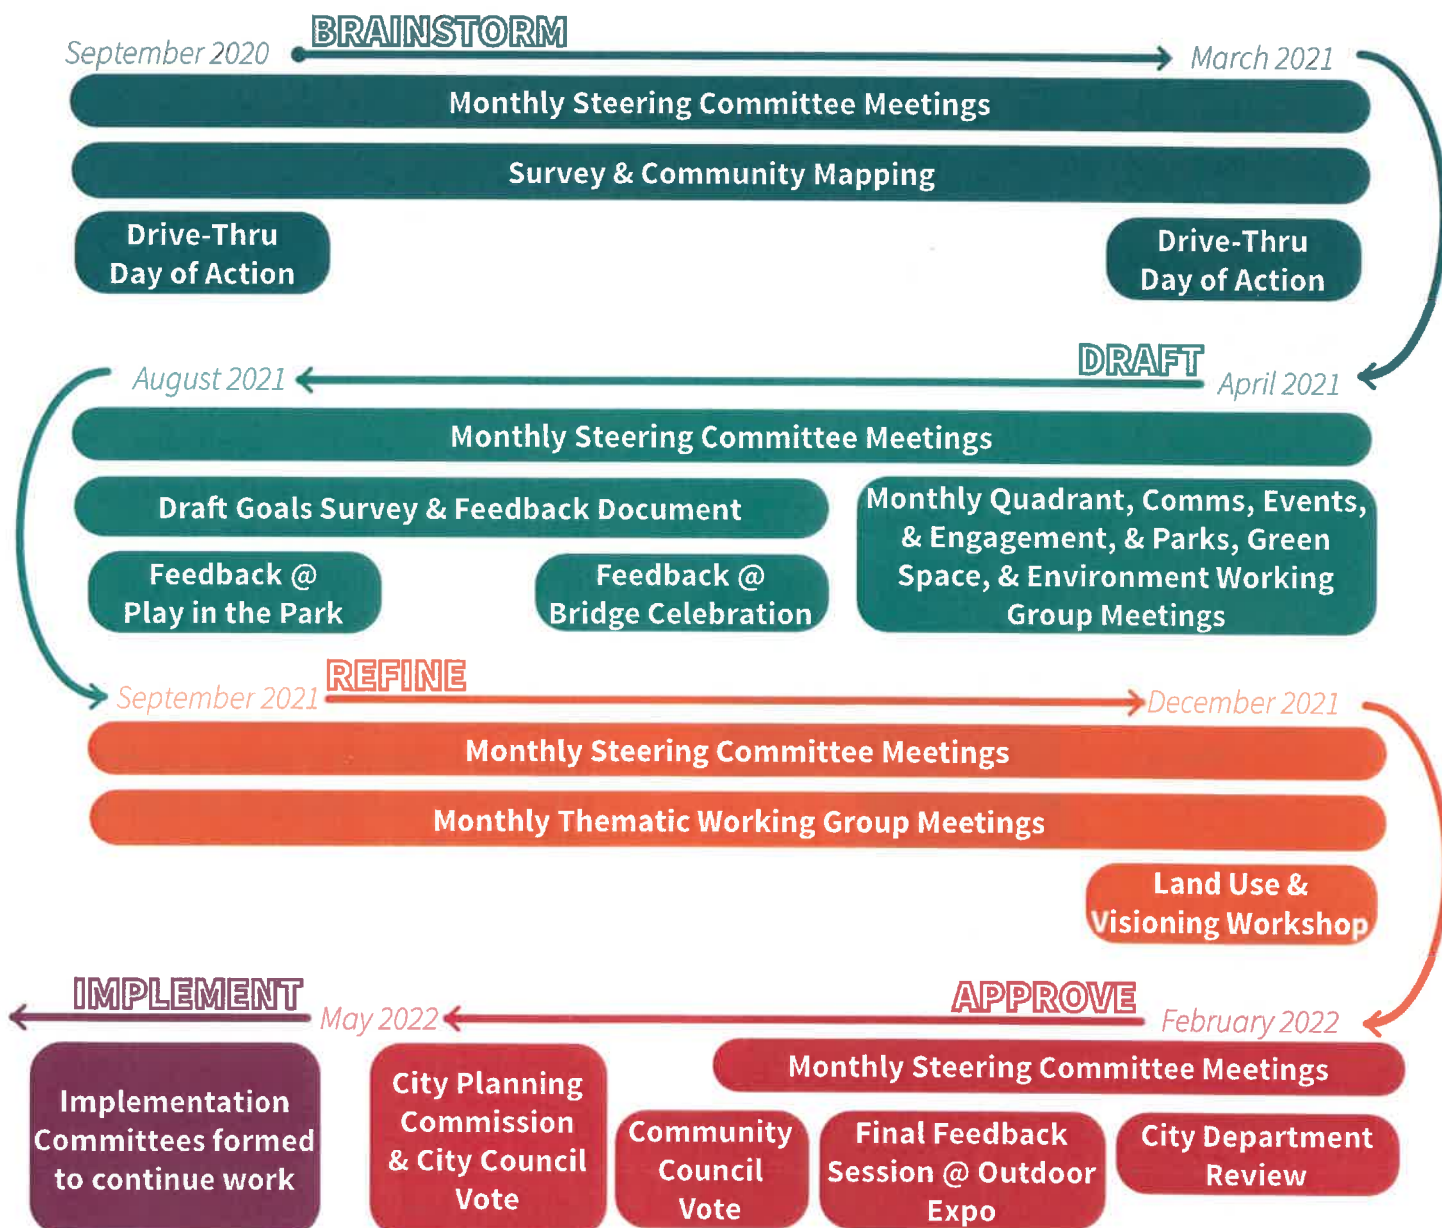 BRAINSTORM
September 2020
March 2021
Monthly Steering Committee Meetings
Survey & Community Mapping
Drive-Thru
Day of Action
Drive-Thru
Day of Action
DRAFT
August 2021
April 2021
Monthly Steering Committee Meetings
Draft Goals Survey & Feedback Document
Monthly Quadrant, Comms, Events,
& Engagement, & Parks, Green
Space, & Environment Working
Group Meetings
Feedback @
Play in the Park
Feedback @
Bridge Celebration
REFINE
September 2021
December 2021
Monthly Steering Committee Meetings
Monthly Thematic Working Group Meetings
Land Use &
Visioning Workshop
IMPLEMENT
APPROVE
May 2022
February 2022
Monthly Steering Committee Meetings
Implementation
Committees formed
to continue work
City Planning
Commission
& City Council
Vote
Community
Council
Vote
Final Feedback
Session @ Outdoor
Expo
City Department
Review